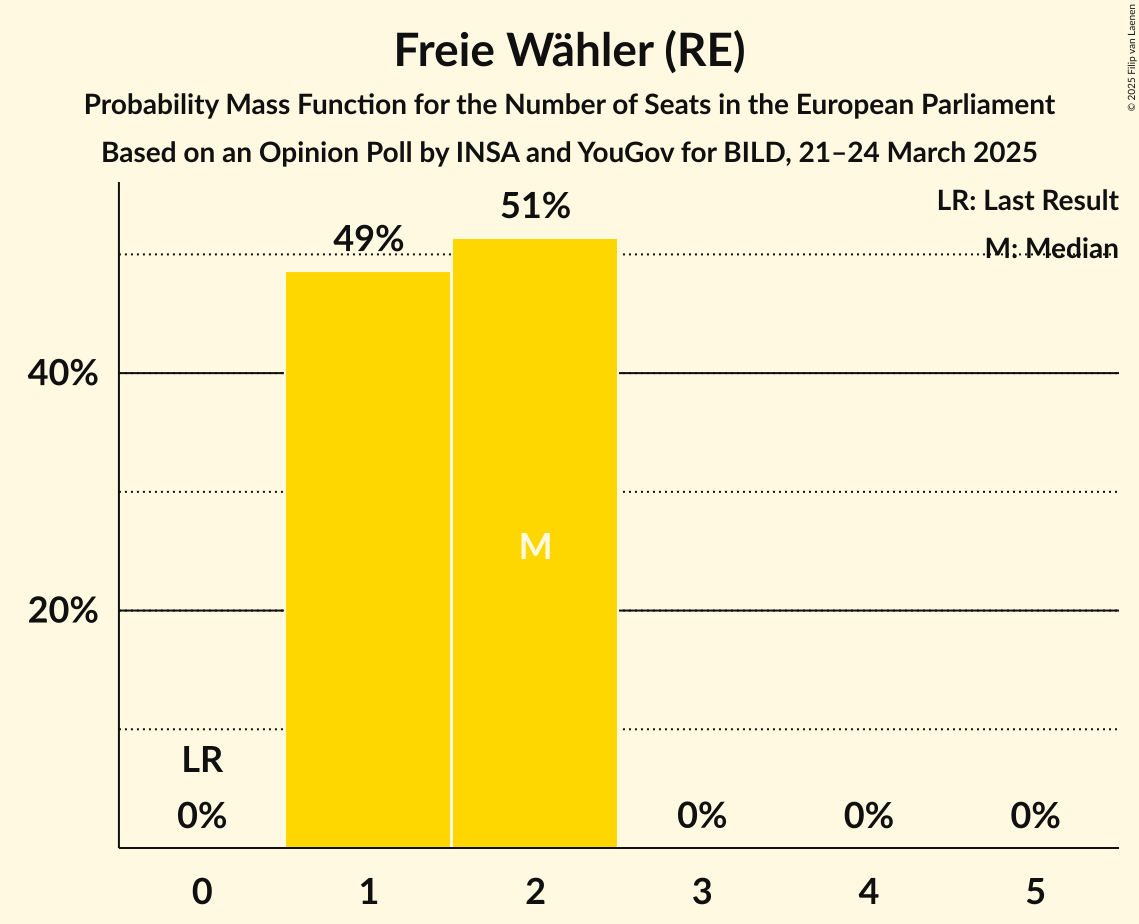 Freie Wähler (RE)
Probability Mass Function for the Number of Seats in the European Parliament
Based on an Opinion Poll by INSA and YouGov for BILD, 21–24 March 2025
© 2025 Filip van Laenen
LR: Last Result
M: Median
51%
49%
40%
M
20%
LR
0%
0%
0%
0%
0
1
2
3
4
5